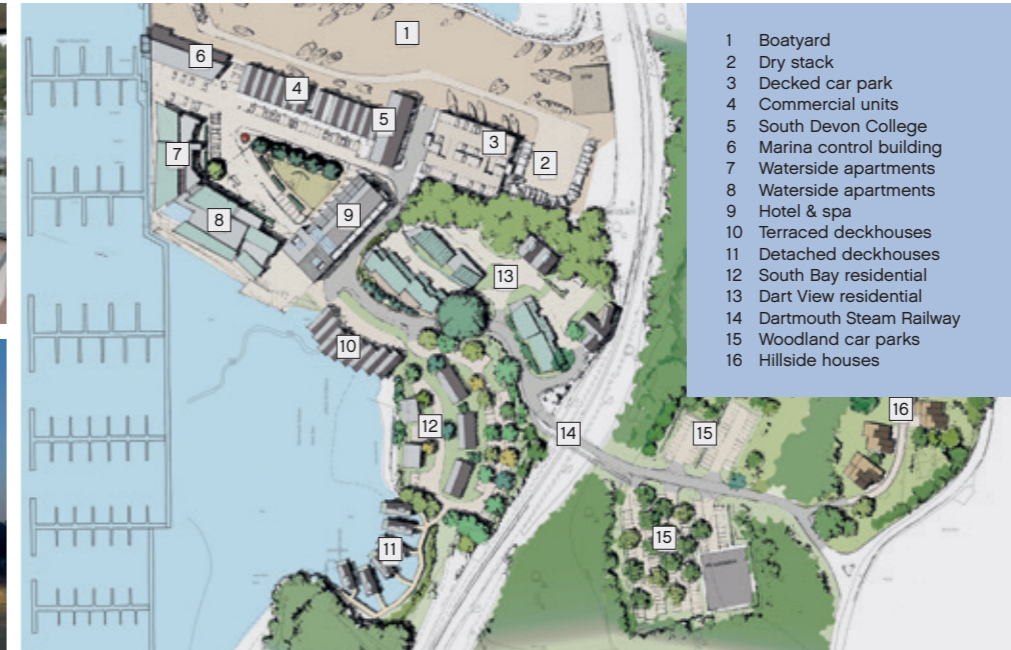 1 Boatyard
2 Dry stack
3 Decked car park
4 Commercial units
5 South Devon College
6 Marina control building
7 Waterside apartments
8 Waterside apartments
9 Hotel & spa
10 Terraced deckhouses
11 Detached deckhouses
12 South Bay residential
13 Dart View residential
14 Dartmouth Steam Railway
15 Woodland car parks
16 Hillside houses
1
6
4
5
3
7
2
8
9
13
10
16
12
14
15
15
11